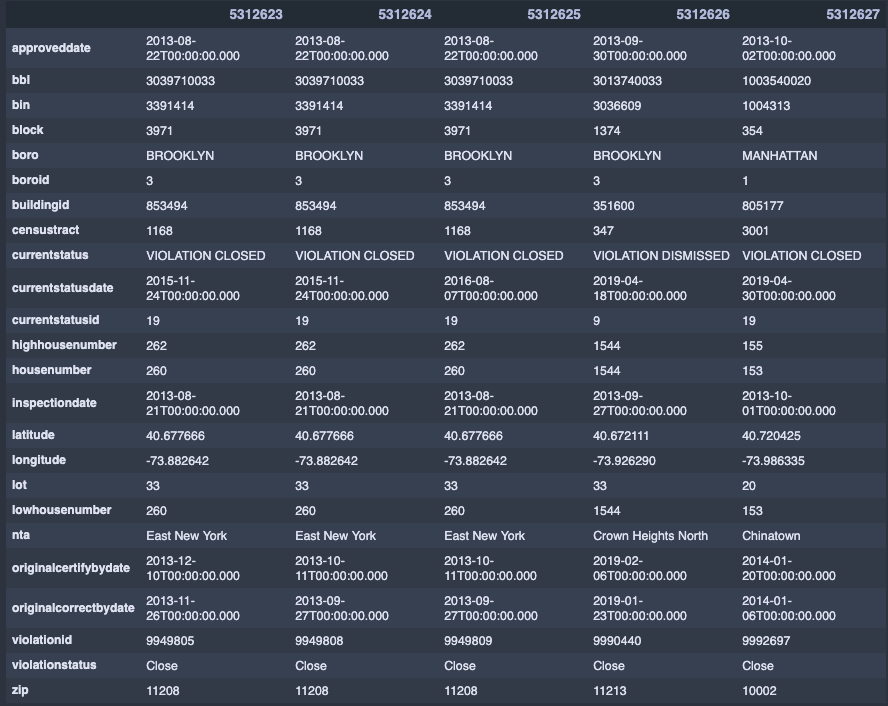 5312623 5312624 5312625 5312626 5312627
approveddate 2013-08-22T00:00:00.000 2013-08-22T00:00:00.000 2013-08-22T00:00:00.000 2013-09-30T00:00:00.000 2013-10-02T00:00:00.000
bbl 3039710033 3039710033 3039710033 3013740033 1003540020
bin 3391414 3391414 3391414 3036609 1004313
block 3971 3971 3971 1374 354
boro BROOKLYN BROOKLYN BROOKLYN BROOKLYN MANHATTAN
boroid 3 3 3 3 1
buildingid 853494 853494 853494 351600 805177
censustract 1168 1168 1168 347 3001
currentstatus VIOLATION CLOSED VIOLATION CLOSED VIOLATION CLOSED VIOLATION DISMISSED VIOLATION CLOSED
currentstatusdate 2015-11-24T00:00:00.000 2015-11-24T00:00:00.000 2016-08-07T00:00:00.000 2019-04-18T00:00:00.000 2019-04-30T00:00:00.000
currentstatusid 19 19 19 9 19
highhousenumber 262 262 262 1544 155
housenumber 260 260 260 1544 153
inspectiondate 2013-08-21T00:00:00.000 2013-08-21T00:00:00.000 2013-08-21T00:00:00.000 2013-09-27T00:00:00.000 2013-10-01T00:00:00.000
latitude 40.677666 40.677666 40.677666 40.672111 40.720425
longitude -73.882642 -73.882642 -73.882642 -73.926290 -73.986335
lot 33 33 33 33 20
lowhousenumber 260 260 260 1544 153
nta East New York East New York East New York Crown Heights North Chinatown
originalcertifybydate 2013-12-10T00:00:00.000 2013-10-11T00:00:00.000 2013-10-11T00:00:00.000 2019-02-06T00:00:00.000 2014-01-20T00:00:00.000
originalcorrectbydate 2013-11-26T00:00:00.000 2013-09-27T00:00:00.000 2013-09-27T00:00:00.000 2019-01-23T00:00:00.000 2014-01-06T00:00:00.000
violationid 9949805 9949808 9949809 9990440 9992697
violationstatus Close Close Close Close Close
zip 11208 11208 11208 11213 10002